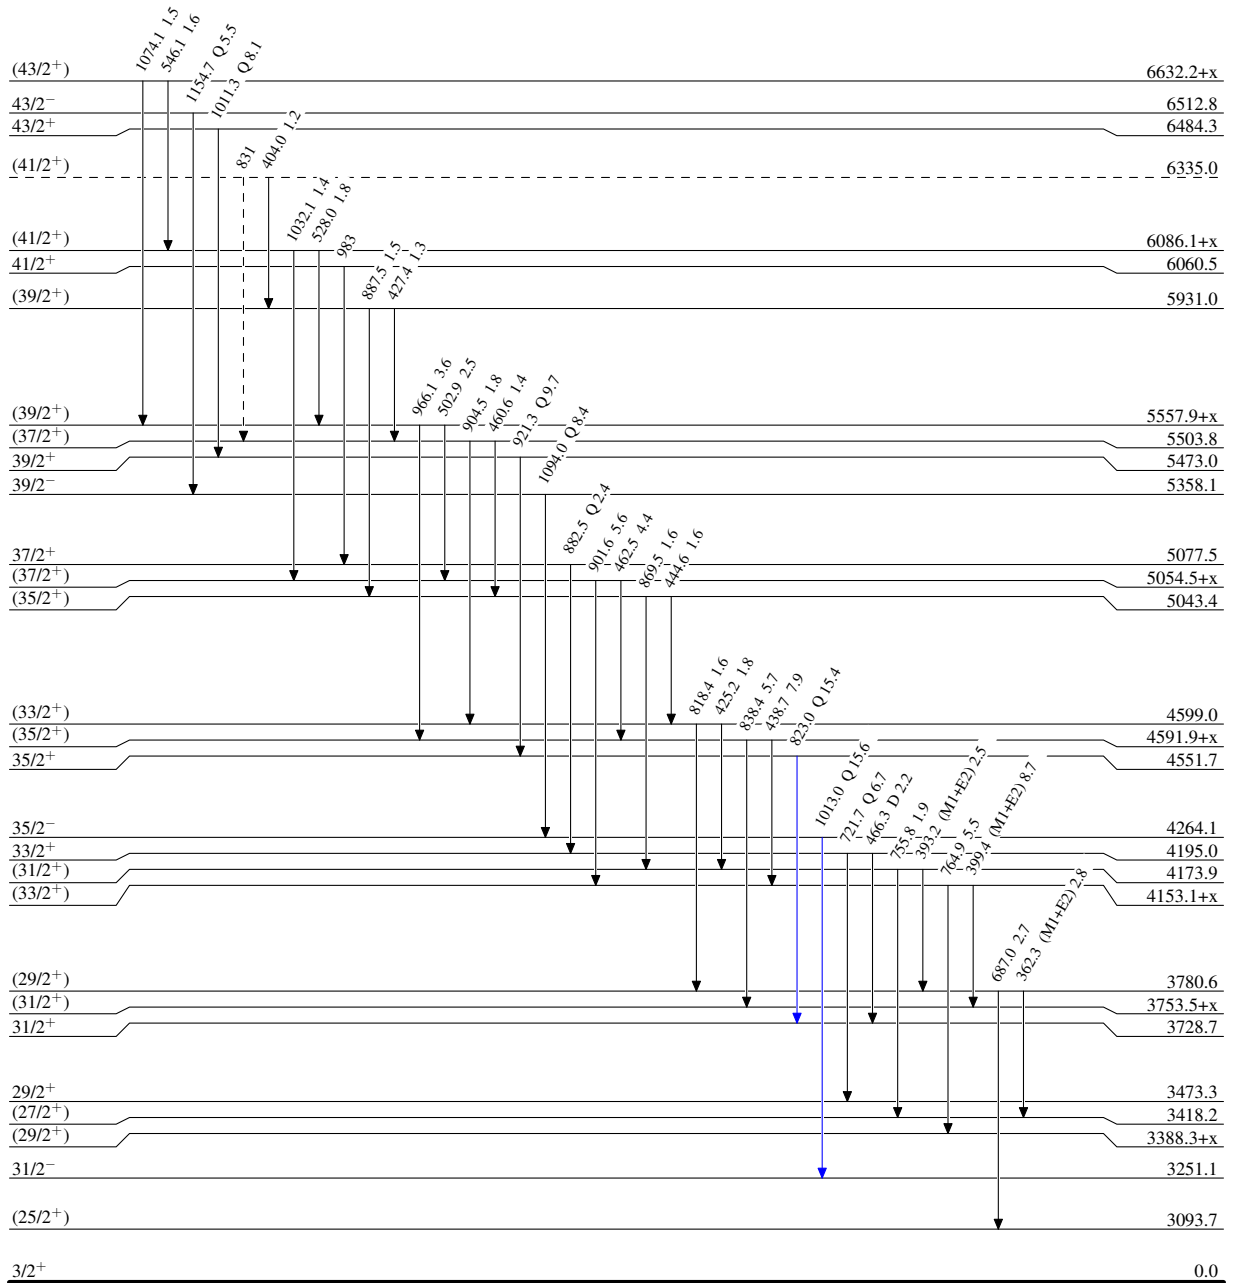 1074.1 1.5
546.1 1.6
1154.7 Q 5.5
1011.3 Q 8.1
(43/2⁺) 6632.2+x
43/2⁻ 6512.8
43/2⁺ 6484.3
831
404.0 1.2
(41/2⁺) 6335.0
1032.1 1.4
528.0 1.8
983
(41/2⁺) 6086.1+x
41/2⁺ 6060.5
887.5 1.5
427.4 1.3
(39/2⁺) 5931.0
966.1 3.6
502.9 2.5
904.5 1.8
460.6 1.4
921.3 Q 9.7
1094.0 Q 8.4
(39/2⁺) 5557.9+x
(37/2⁺) 5503.8
39/2⁺ 5473.0
39/2⁻ 5358.1
882.5 Q 2.4
901.6 5.6
462.5 4.4
869.5 1.6
444.6 1.6
37/2⁺ 5077.5
(37/2⁺) 5054.5+x
(35/2⁺) 5043.4
818.4 1.6
425.2 1.8
838.4 5.7
438.7 7.9
823.0 Q 15.4
(33/2⁺) 4599.0
(35/2⁺) 4591.9+x
35/2⁺ 4551.7
1013.0 Q 15.6
721.7 Q 6.7
466.3 D 2.2
755.8 1.9
393.2 (M1+E2) 2.5
764.9 5.5
399.4 (M1+E2) 8.7
35/2⁻ 4264.1
33/2⁺ 4195.0
(31/2⁺) 4173.9
(33/2⁺) 4153.1+x
687.0 2.7
362.3 (M1+E2) 2.8
(29/2⁺) 3780.6
(31/2⁺) 3753.5+x
31/2⁺ 3728.7
29/2⁺ 3473.3
(27/2⁺) 3418.2
(29/2⁺) 3388.3+x
31/2⁻ 3251.1
(25/2⁺) 3093.7
3/2⁺ 0.0